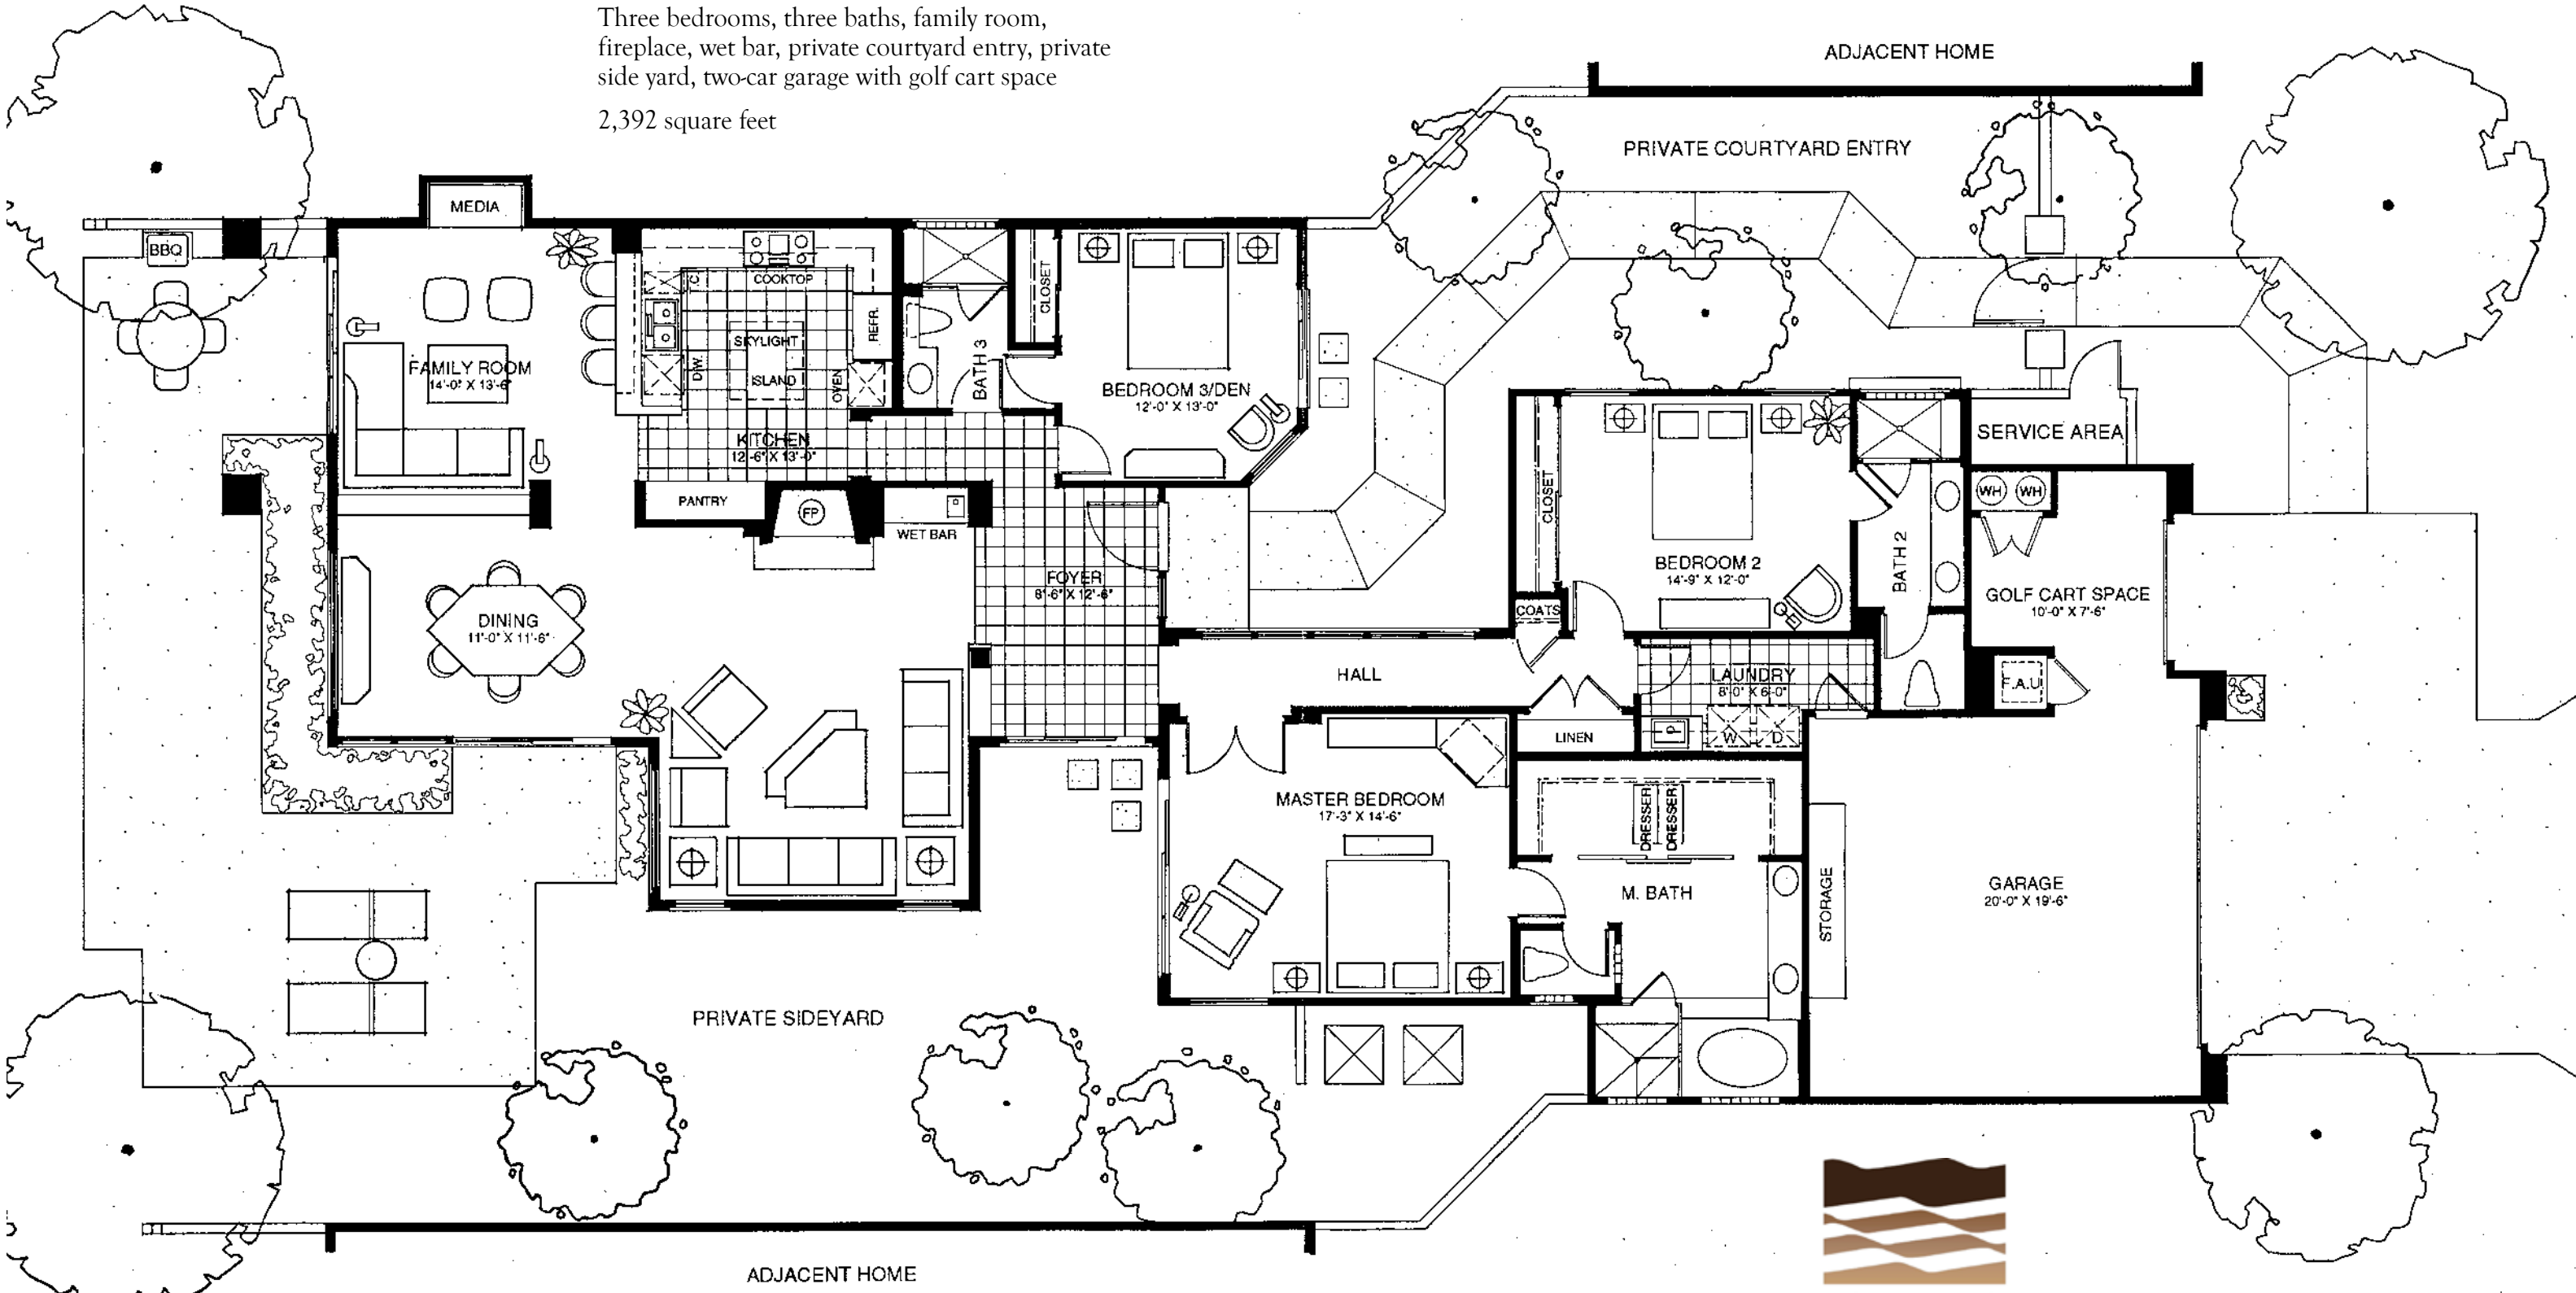 Three bedrooms, three baths, family room,
fireplace, wet bar, private courtyard entry, private
side yard, two-car garage with golf cart space
2,392 square feet
ADJACENT HOME
PRIVATE COURTYARD ENTRY
MEDIA
BBQ
COOKTOP
T.C.
CLOSET
REFR.
SKYLIGHT
FAMILY ROOM
14'-0" X 13'-6"
D.W.
ISLAND
OVEN
BATH 3
BEDROOM 3/DEN
12'-0" X 13'-0"
KITCHEN
12'-6" X 13'-0"
SERVICE AREA
PANTRY
FP
WET BAR
CLOSET
WH
WH
BEDROOM 2
14'-9" X 12'-0"
BATH 2
FOYER
8'-6" X 12'-6"
GOLF CART SPACE
10'-0" X 7'-6"
COATS
DINING
11'-0" X 11'-6"
HALL
LAUNDRY
8'-0" X 6'-0"
F.A.U.
LINEN
P
W
D
MASTER BEDROOM
17'-3" X 14'-6"
DRESSER
DRESSER
M. BATH
STORAGE
GARAGE
20'-0" X 19'-6"
PRIVATE SIDEYARD
ADJACENT HOME